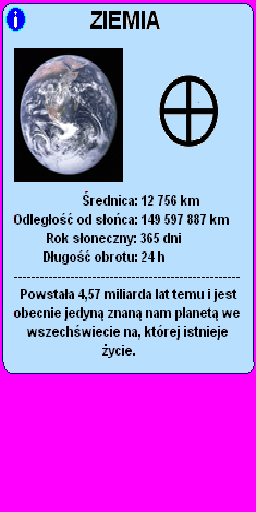 i
ZIEMIA
Średnica: 12 756 km
Odległość od słońca: 149 597 887 km
Rok słoneczny: 365 dni
Długość obrotu: 24 h
Powstała 4,57 miliarda lat temu i jest
obecnie jedyną znaną nam planetą we
wszechświecie na, której istnieje
życie.